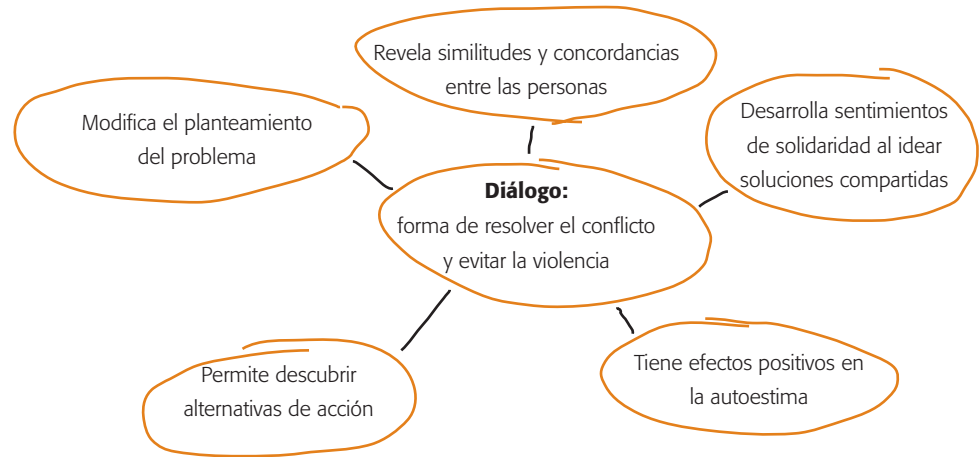 Revela similitudes y concordancias
entre las personas
Modifica el planteamiento
del problema
Desarrolla sentimientos
de solidaridad al idear
soluciones compartidas
Diálogo:
forma de resolver el conflicto
y evitar la violencia
Permite descubrir
alternativas de acción
Tiene efectos positivos en
la autoestima